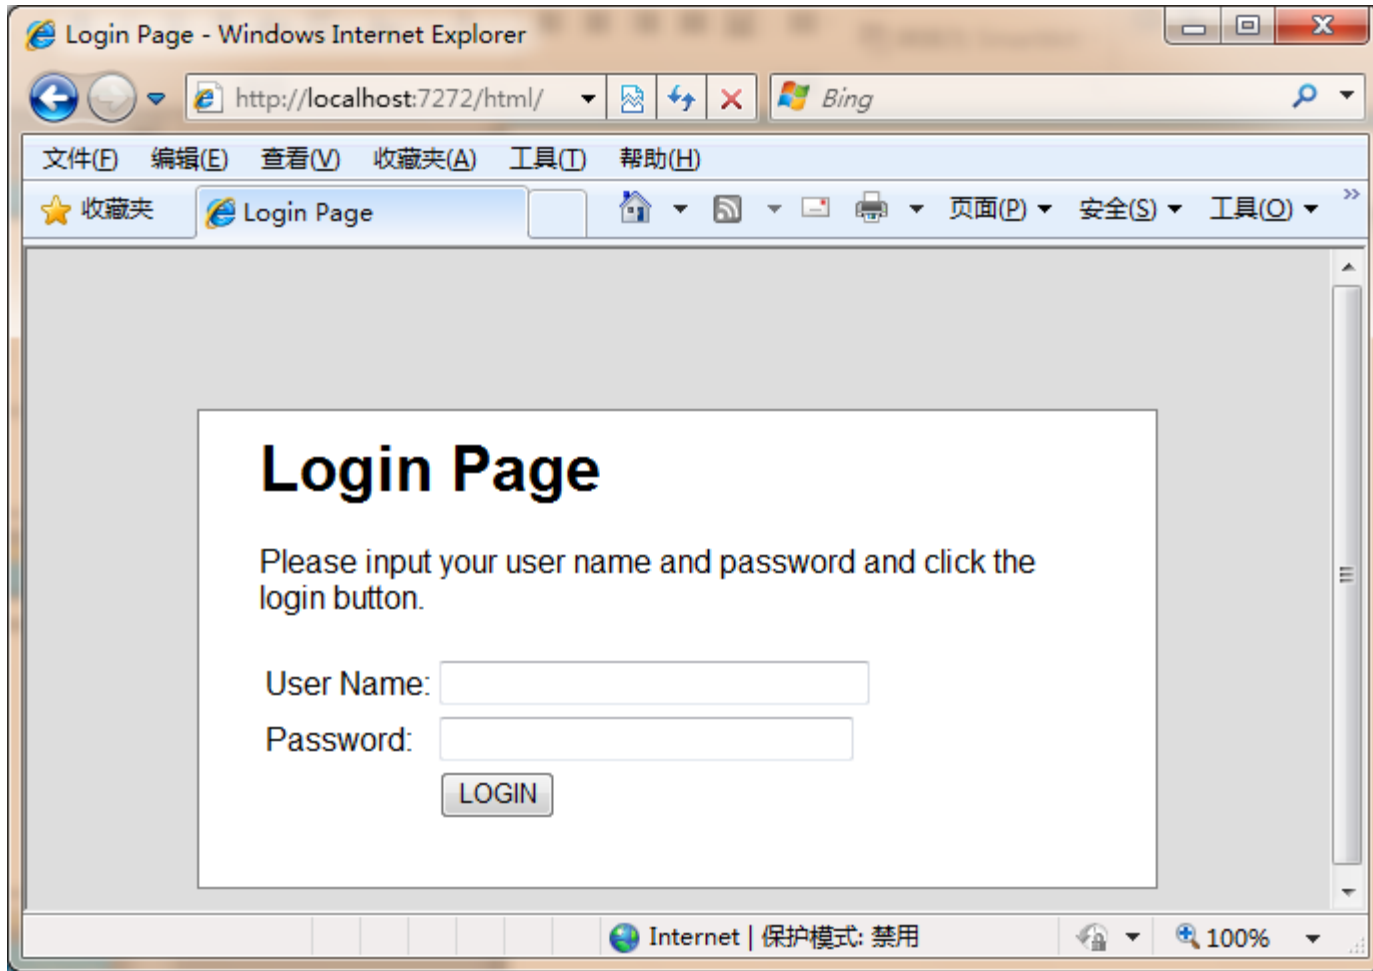 Login Page - Windows Internet Explorer
http://localhost:7272/html/
Bing
文件(F) 编辑(E) 查看(V) 收藏夹(A) 工具(T) 帮助(H)
收藏夹 Login Page 页面(P) 安全(S) 工具(O) »
Login Page
Please input your user name and password and click the
login button.
User Name:
Password:
LOGIN
Internet | 保护模式: 禁用 100%